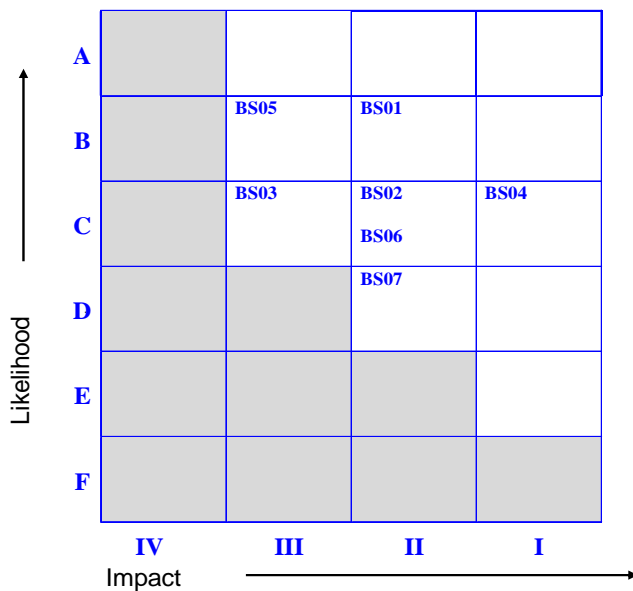 A
BS05 BS01
B
BS03 BS02 BS04
C
BS06
BS07
D
Likelihood
E
F
IV III II I
Impact